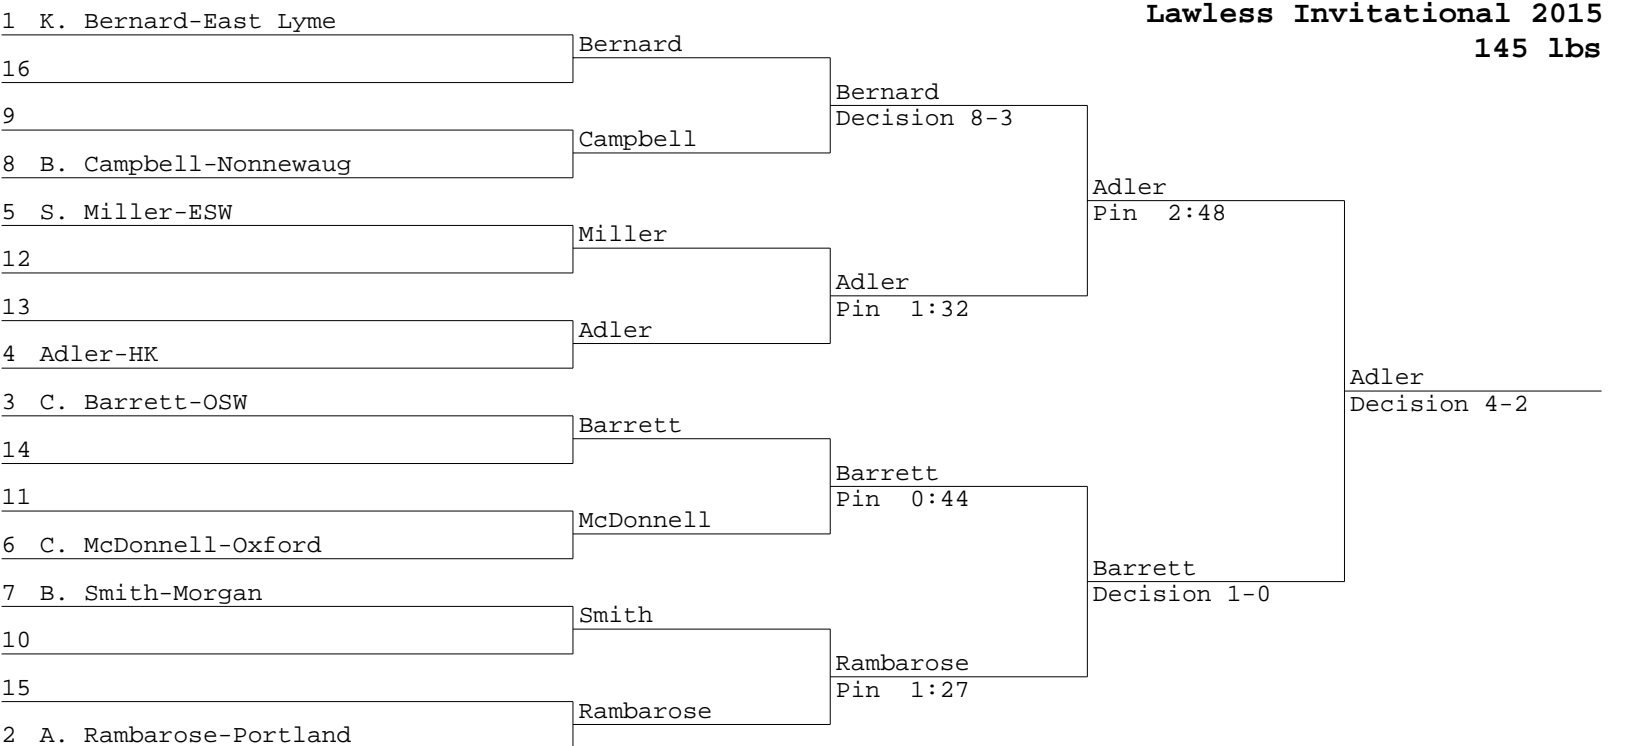 Lawless Invitational 2015
145 lbs
1 K. Bernard-East Lyme
16
9
8 B. Campbell-Nonnewaug
5 S. Miller-ESW
12
13
4 Adler-HK
3 C. Barrett-OSW
14
11
6 C. McDonnell-Oxford
7 B. Smith-Morgan
10
15
2 A. Rambarose-Portland
Bernard
Campbell
Miller
Adler
Barrett
McDonnell
Smith
Rambarose
Bernard
Decision 8-3
Adler
Pin 1:32
Barrett
Pin 0:44
Rambarose
Pin 1:27
Adler
Pin 2:48
Barrett
Decision 1-0
Adler
Decision 4-2